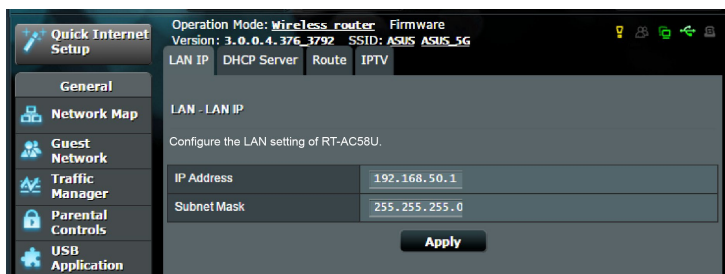 Quick Internet
Setup
General
Network Map
Guest
Network
Traffic
Manager
Parental
Controls
USB
Application
Operation Mode: Wireless router Firmware
Version: 3.0.0.4.376_3792 SSID: ASUS ASUS_5G
LAN IP DHCP Server Route IPTV
LAN - LAN IP
Configure the LAN setting of RT-AC58U.
IP Address 192.168.50.1
Subnet Mask 255.255.255.0
Apply